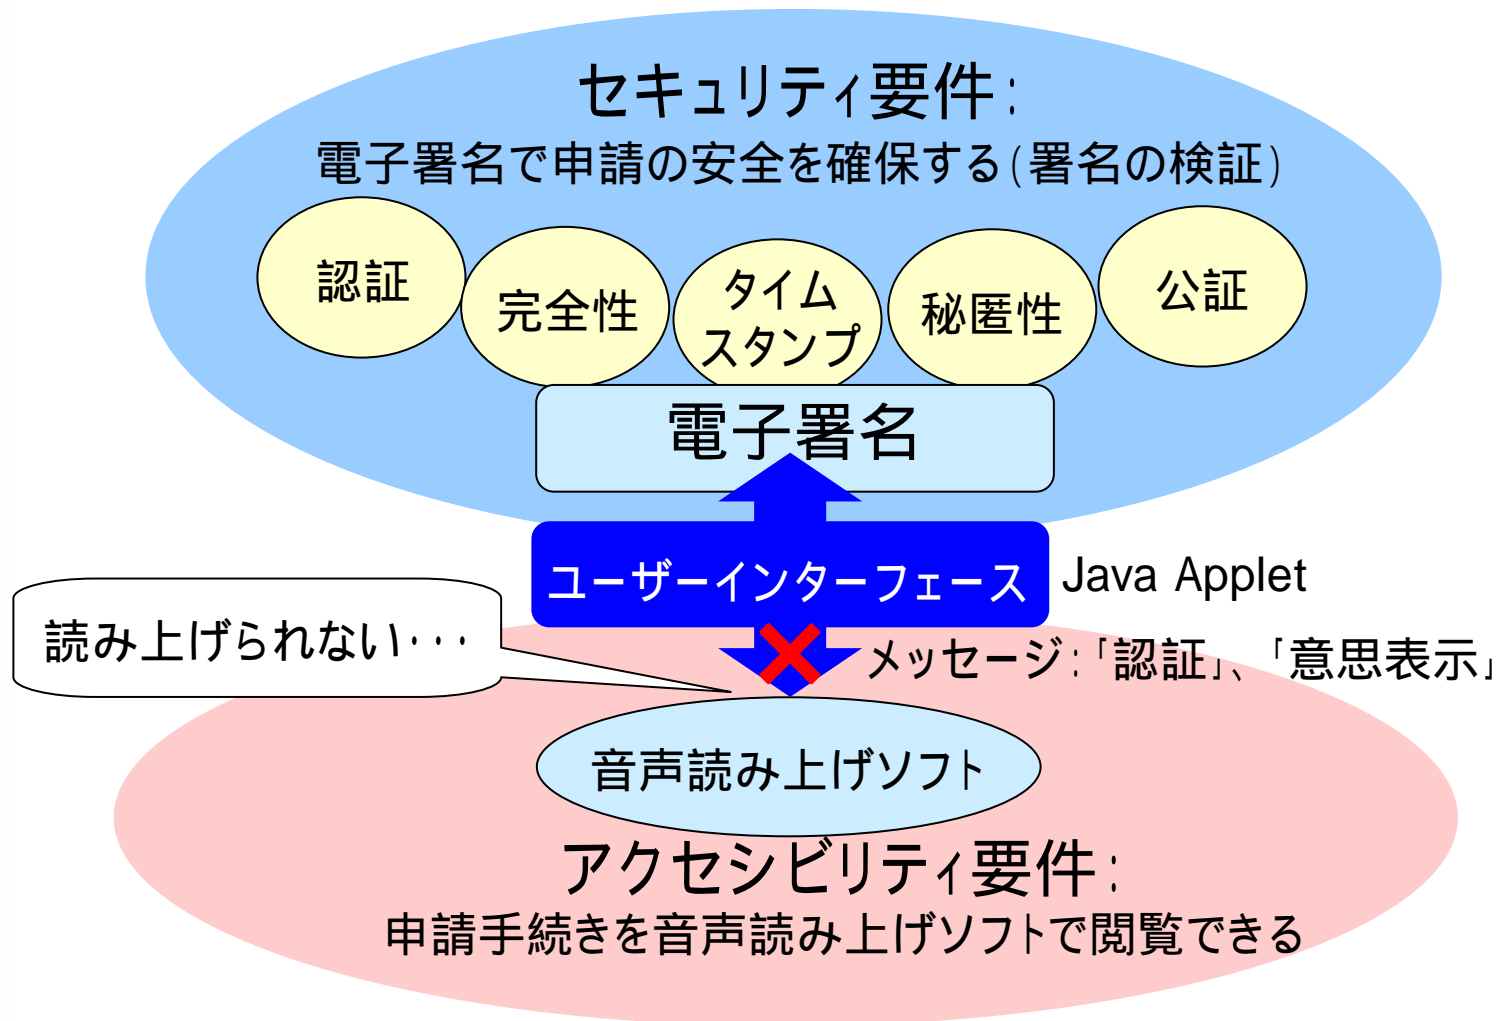 セキュリティ要件:
電子署名で申請の安全を確保する(署名の検証)
認証
完全性
タイム
スタンプ
秘匿性
公証
電子署名
ユーザーインターフェース
Java Applet
読み上げられない・・・
メッセージ:「認証」、「意思表示」
音声読み上げソフト
アクセシビリティ要件:
申請手続きを音声読み上げソフトで閲覧できる